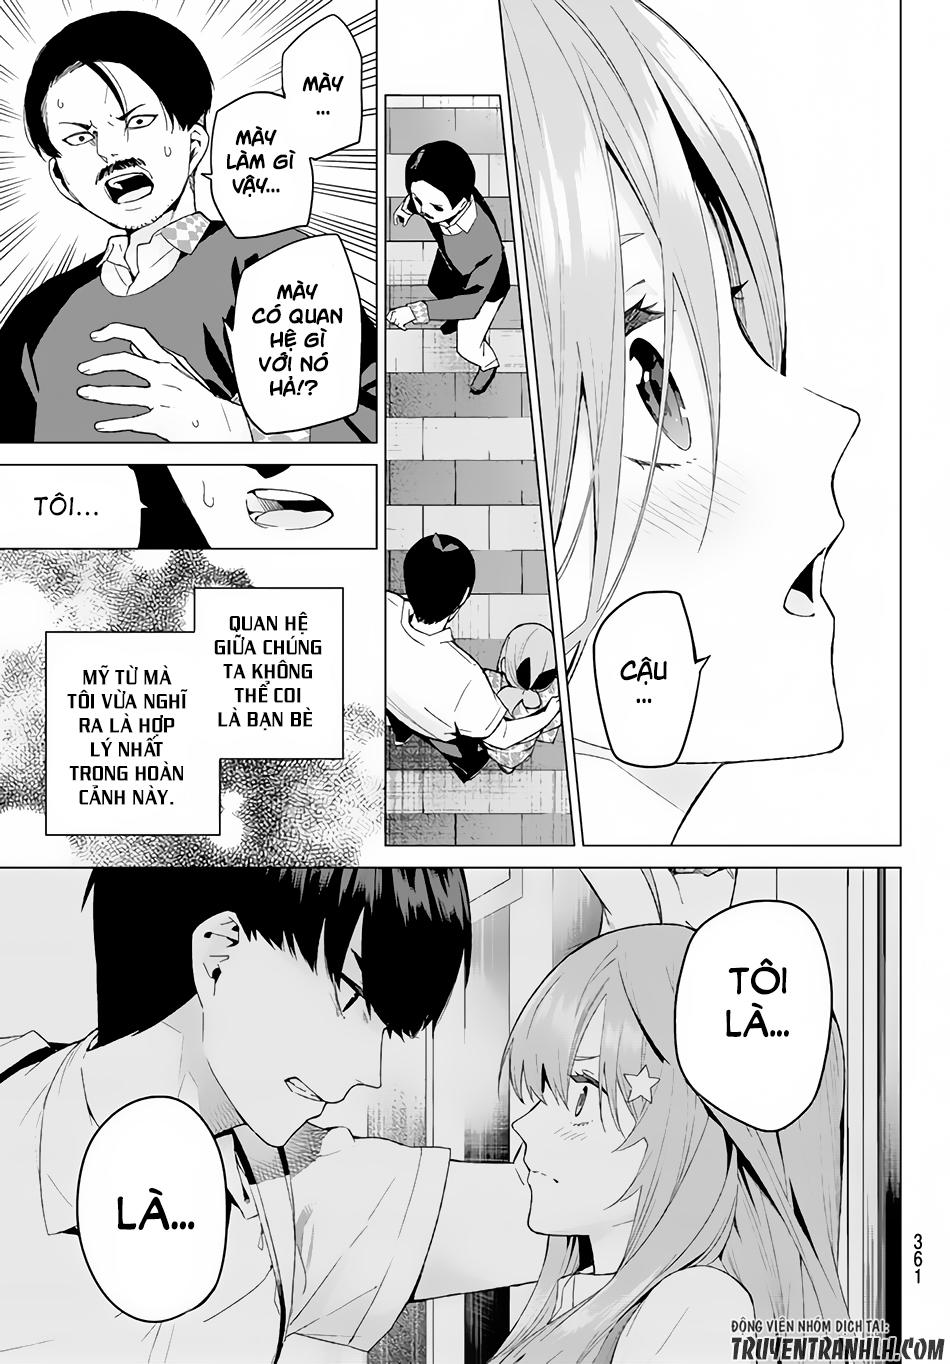 CẬU
...
MÀY
...
MÀY
LÀM GÌ
VẬY...
MÀY
CÓ QUAN
HỆ GÌ
VỚI NÓ
HẢ!?
TÔI...
QUAN HỆ
GIỮA CHÚNG
TA KHÔNG
THỂ COI
LÀ BẠN BÈ
MỸ TỪ MÀ
TÔI VỪA NGHĨ
RA LÀ HỢP
LÝ NHẤT
TRONG HOÀN
CẢNH NÀY.
TÔI
LÀ...
LÀ...
361
ĐỘNG VIÊN NHÓM DỊCH TẠI:
TRUYENTRANHLH.COM